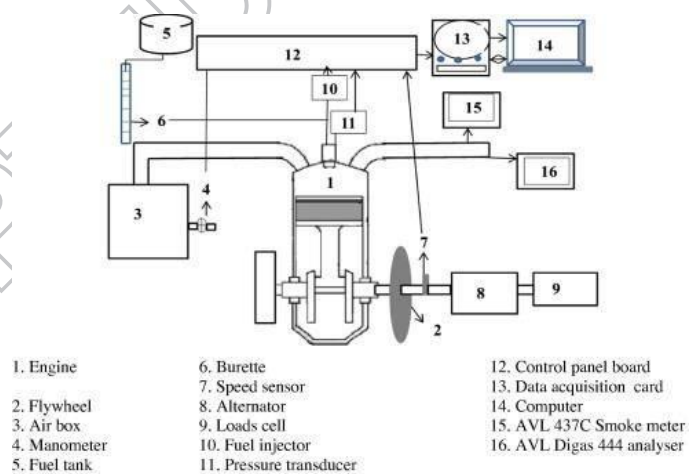 5
12
13
14
10
15
6
11
16
1
4
3
7
8
9
2
1. Engine
2. Flywheel
3. Air box
4. Manometer
5. Fuel tank
6. Burette
7. Speed sensor
8. Alternator
9. Loads cell
10. Fuel injector
11. Pressure transducer
12. Control panel board
13. Data acquisition card
14. Computer
15. AVL 437C Smoke meter
16. AVL Digas 444 analyser